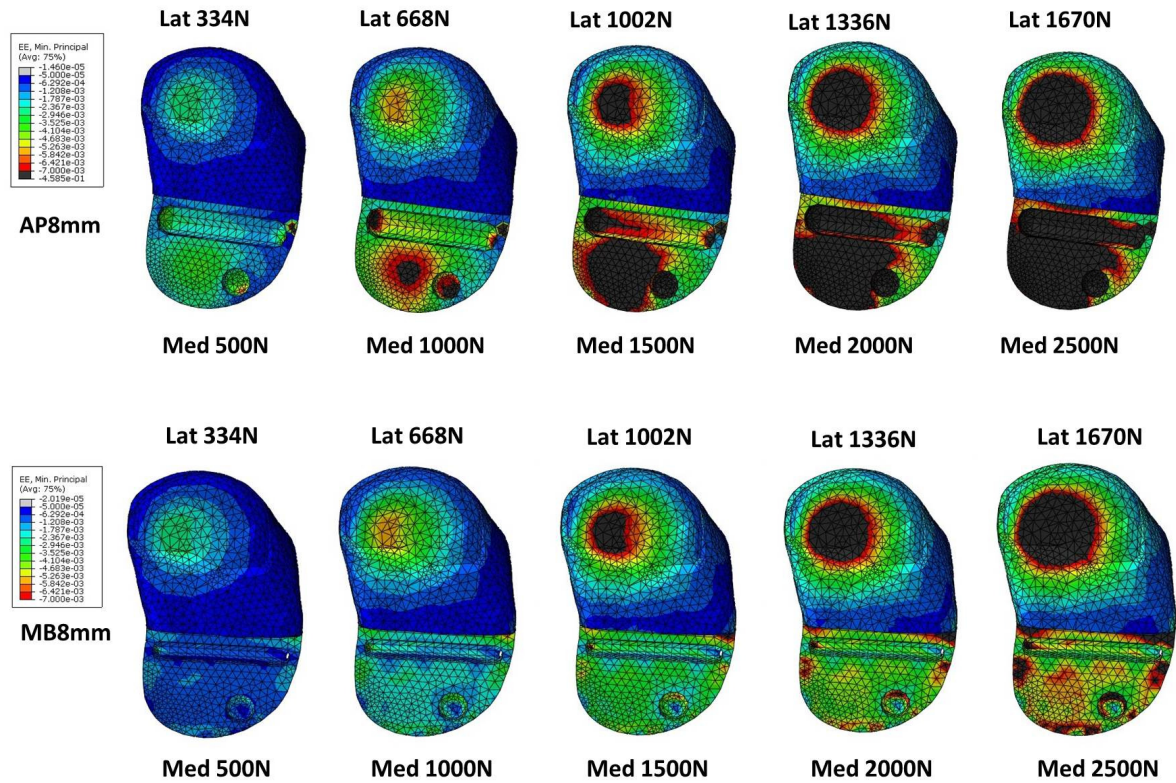 Lat 334N Lat 668N Lat 1002N Lat 1336N Lat 1670N
EE, Min. Principal
(Avg: 75%)
-1.460e-05
-5.000e-05
-6.292e-04
-1.208e-03
-1.787e-03
-2.367e-03
-2.946e-03
-3.525e-03
-4.104e-03
-4.683e-03
-5.263e-03
-5.842e-03
-6.421e-03
-7.000e-03
-4.585e-01
AP8mm
Med 500N Med 1000N Med 1500N Med 2000N Med 2500N
Lat 334N Lat 668N Lat 1002N Lat 1336N Lat 1670N
EE, Min. Principal
(Avg: 75%)
-2.019e-05
-5.000e-05
-6.292e-04
-1.208e-03
-1.787e-03
-2.367e-03
-2.946e-03
-3.525e-03
-4.104e-03
-4.683e-03
-5.263e-03
-5.842e-03
-6.421e-03
-7.000e-03
MB8mm
Med 500N Med 1000N Med 1500N Med 2000N Med 2500N